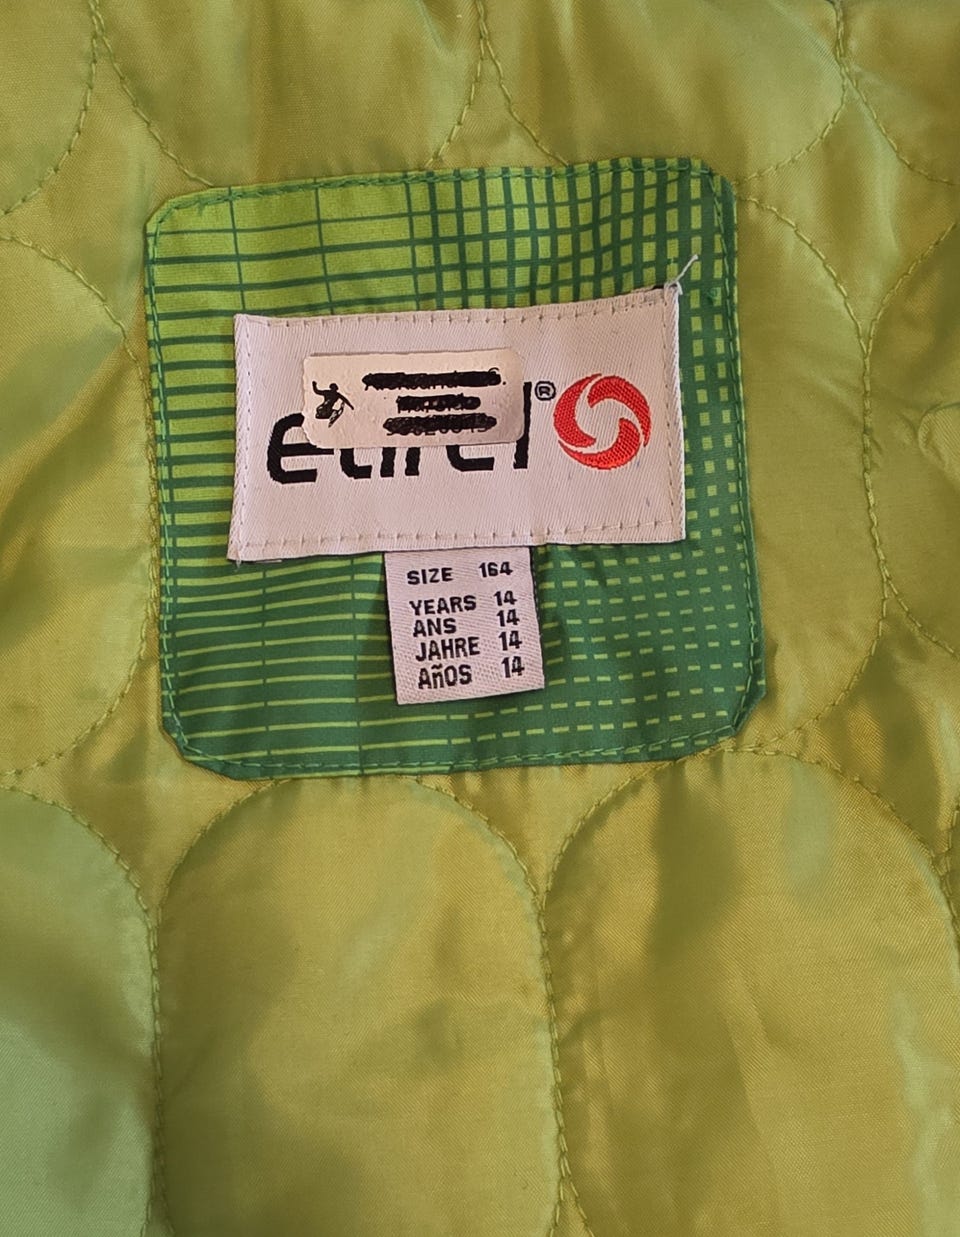 etirel®
SIZE 164
YEARS 14
ANS 14
JAHRE 14
AñOS 14